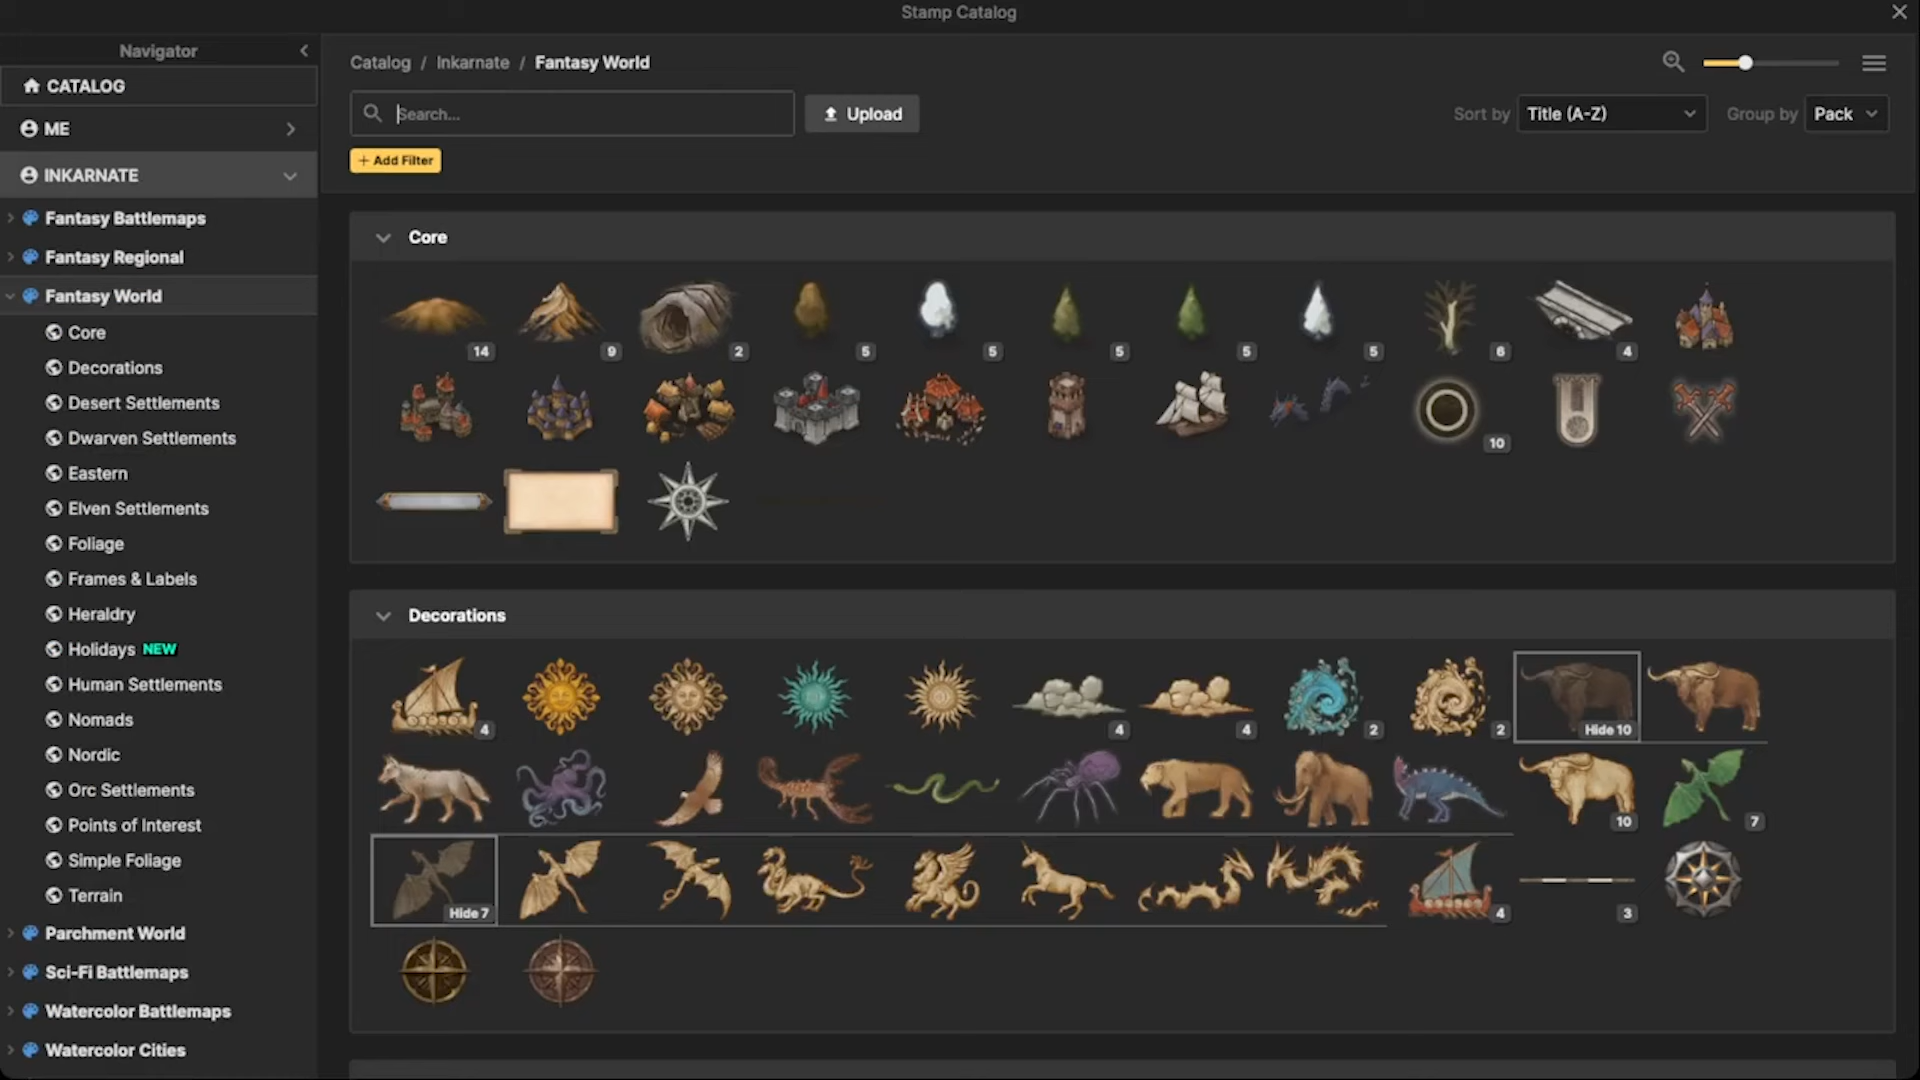 Stamp Catalog
Navigator
CATALOG
ME
INKARNATE
Fantasy Battlemaps
Fantasy Regional
Fantasy World
Core
Decorations
Desert Settlements
Dwarven Settlements
Eastern
Elven Settlements
Foliage
Frames & Labels
Heraldry
Holidays NEW
Human Settlements
Nomads
Nordic
Orc Settlements
Points of Interest
Simple Foliage
Terrain
Parchment World
Sci-Fi Battlemaps
Watercolor Battlemaps
Watercolor Cities
Catalog / Inkarnate / Fantasy World
Search...
Upload
Sort by Title (A-Z) Group by Pack
+ Add Filter
Core
14 9 2 5 5 5 5 5 6 4
10
Decorations
4 4 4 2 2 Hide 10
10 7
Hide 7 4 3